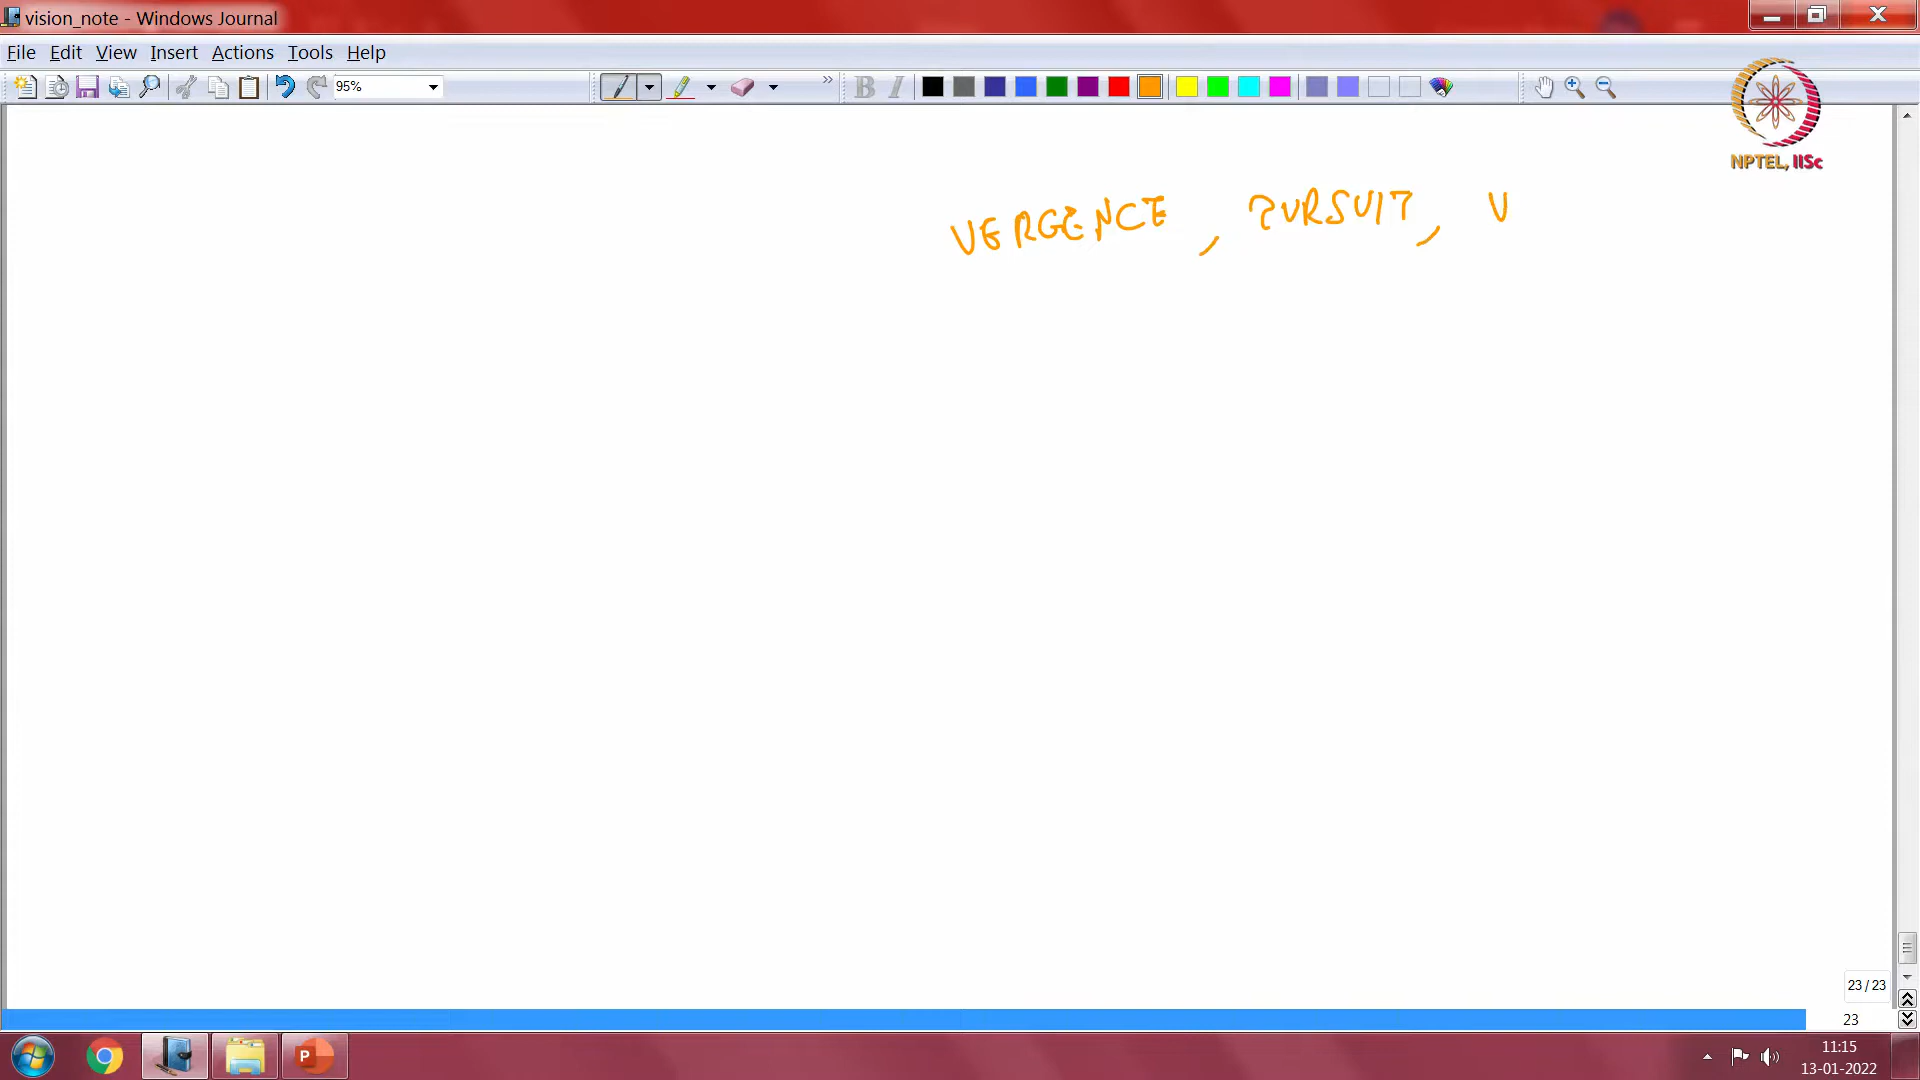 vision_note - Windows Journal
File Edit View Insert Actions Tools Help
95%
B I
NPTEL, IISc
VERGENCE , PURSUIT, V
23 / 23
23
P
11:15
13-01-2022